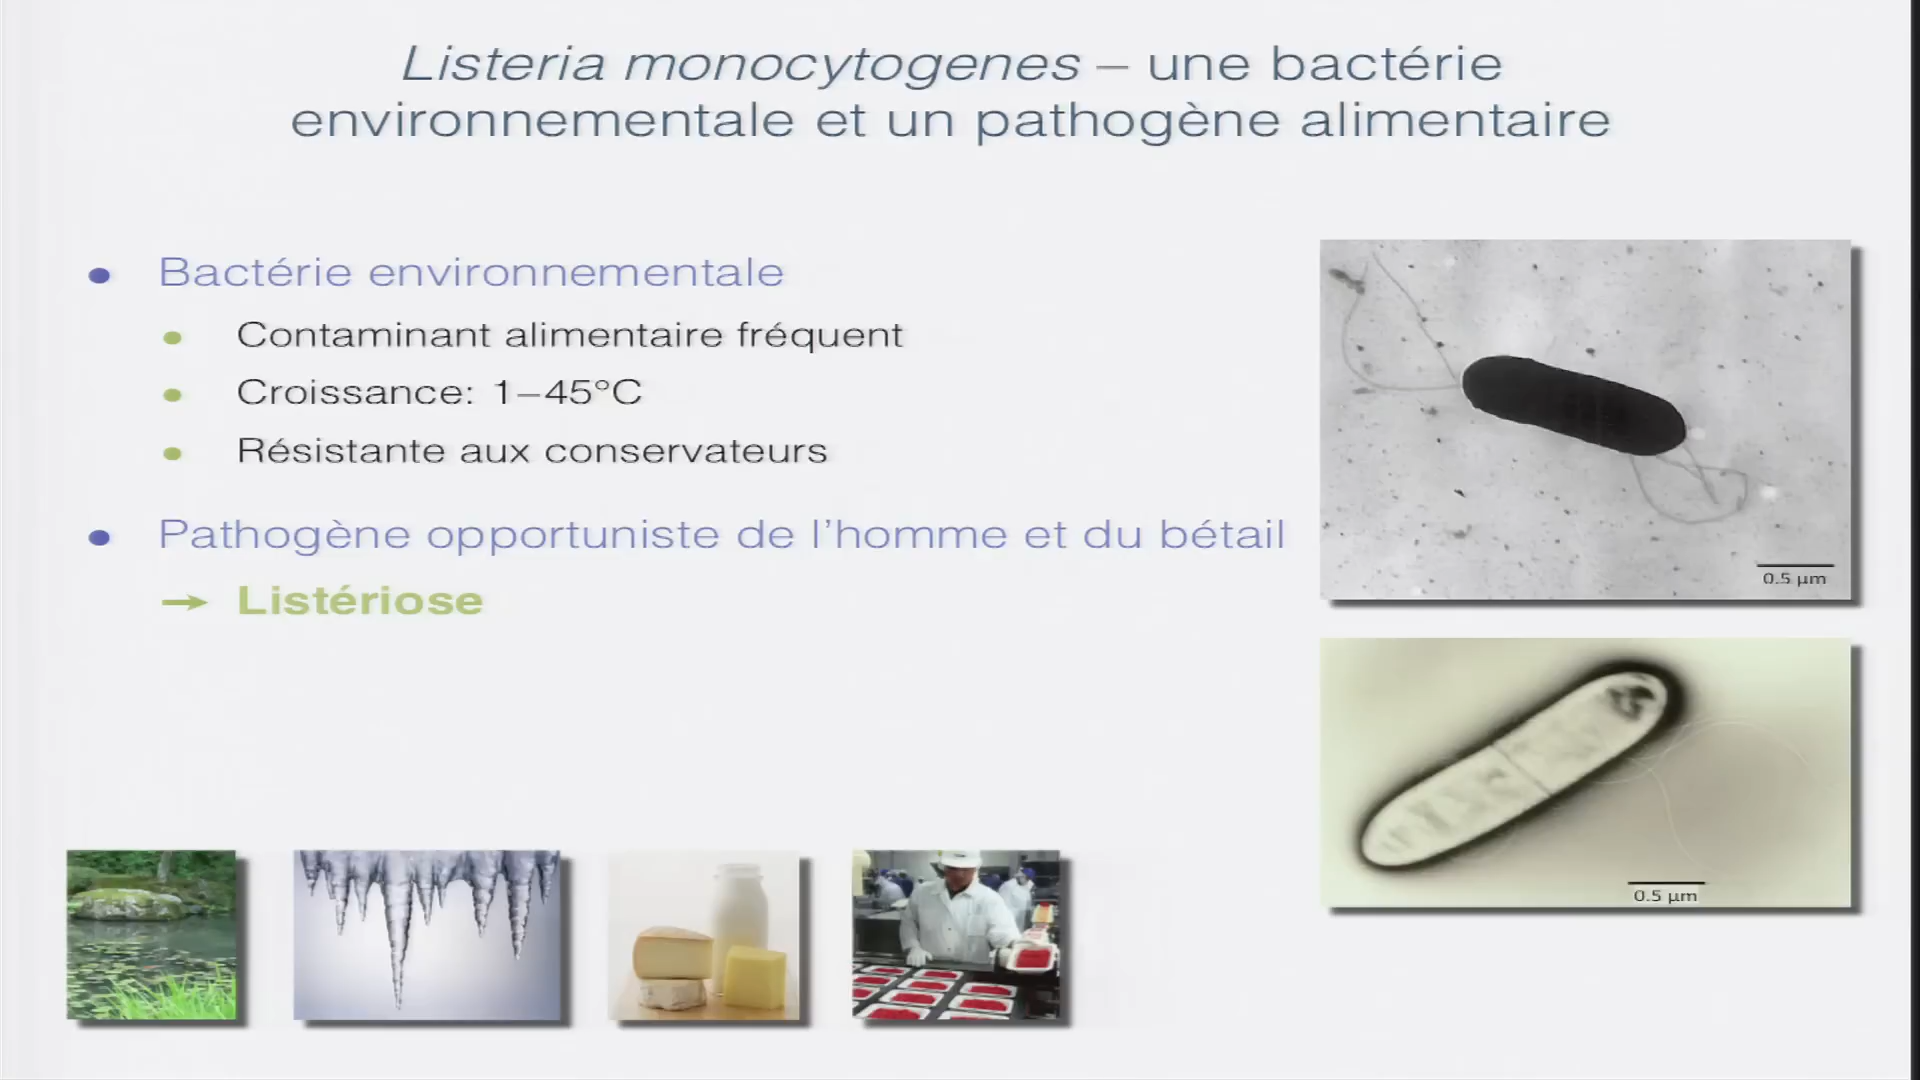 Listeria monocytogenes – une bactérie
environnementale et un pathogène alimentaire
• Bactérie environnementale
• Contaminant alimentaire fréquent
• Croissance: 1–45°C
• Résistante aux conservateurs
• Pathogène opportuniste de l’homme et du bétail
→ Listériose
0.5 µm
0.5 µm